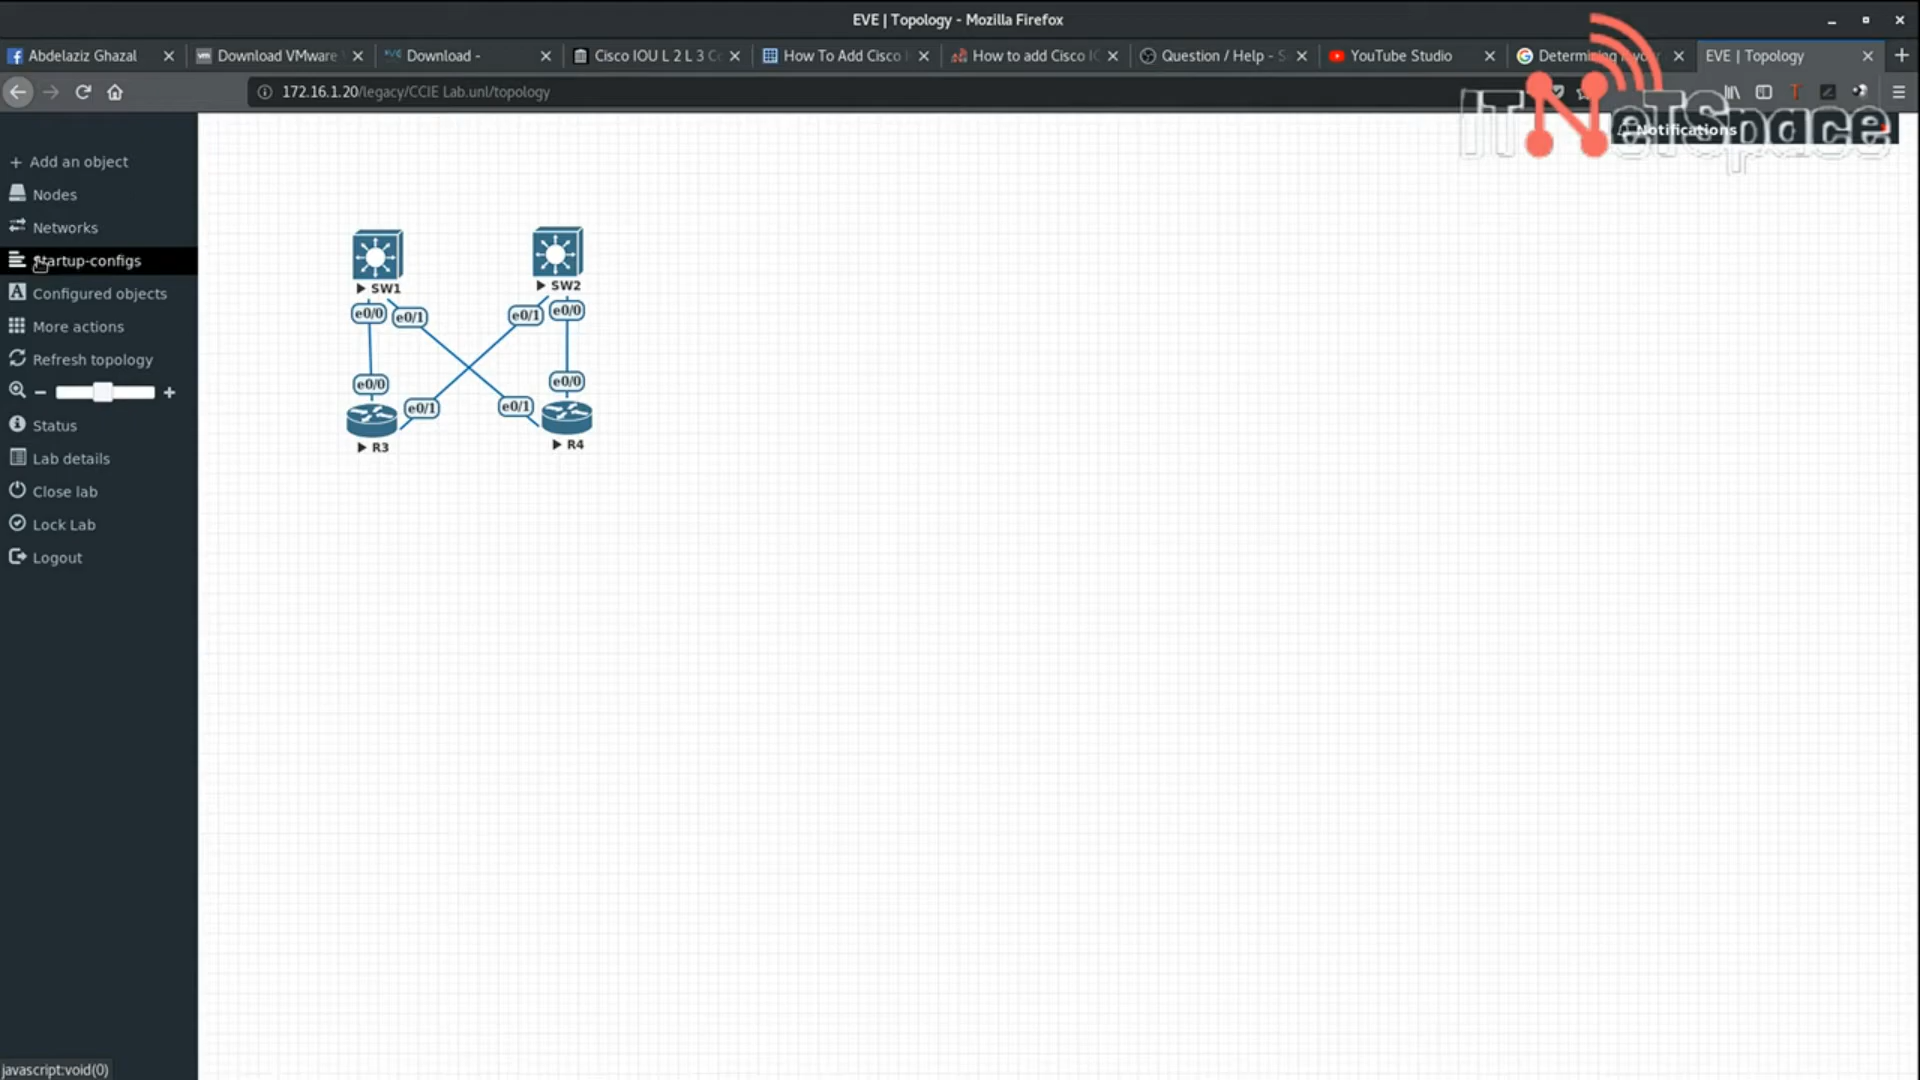 EVE | Topology - Mozilla Firefox
Abdelaziz Ghazal
Download VMware
Download -
Cisco IOU L 2 L 3 Co
How To Add Cisco
How to add Cisco IO
Question / Help - S
YouTube Studio
Determining
EVE | Topology
172.16.1.20/legacy/CCIE Lab.unl/topology
ITNeTSpace
Notifications
Add an object
Nodes
Networks
Startup-configs
Configured objects
More actions
Refresh topology
Status
Lab details
Close lab
Lock Lab
Logout
SW1
SW2
e0/0
e0/1
e0/1
e0/0
e0/0
e0/1
e0/1
e0/0
R3
R4
javascript:void(0)